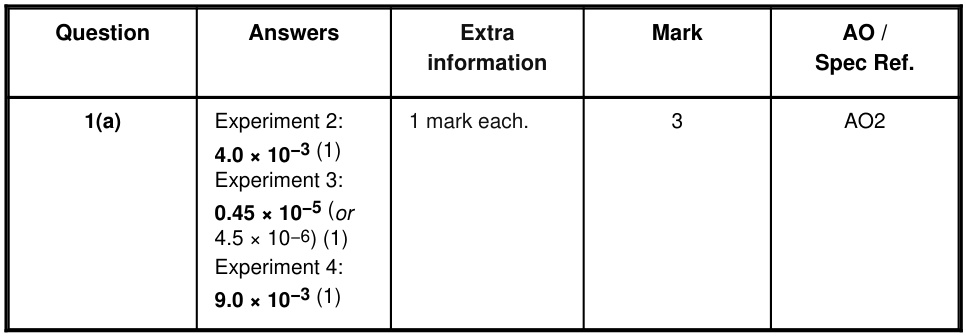 Question Answers Extra information Mark AO / Spec Ref.
1(a) Experiment 2: 1 mark each. 3 AO2
4.0 × 10⁻³ (1)
Experiment 3:
0.45 × 10⁻⁵ (or
4.5 × 10−6) (1)
Experiment 4:
9.0 × 10⁻³ (1)